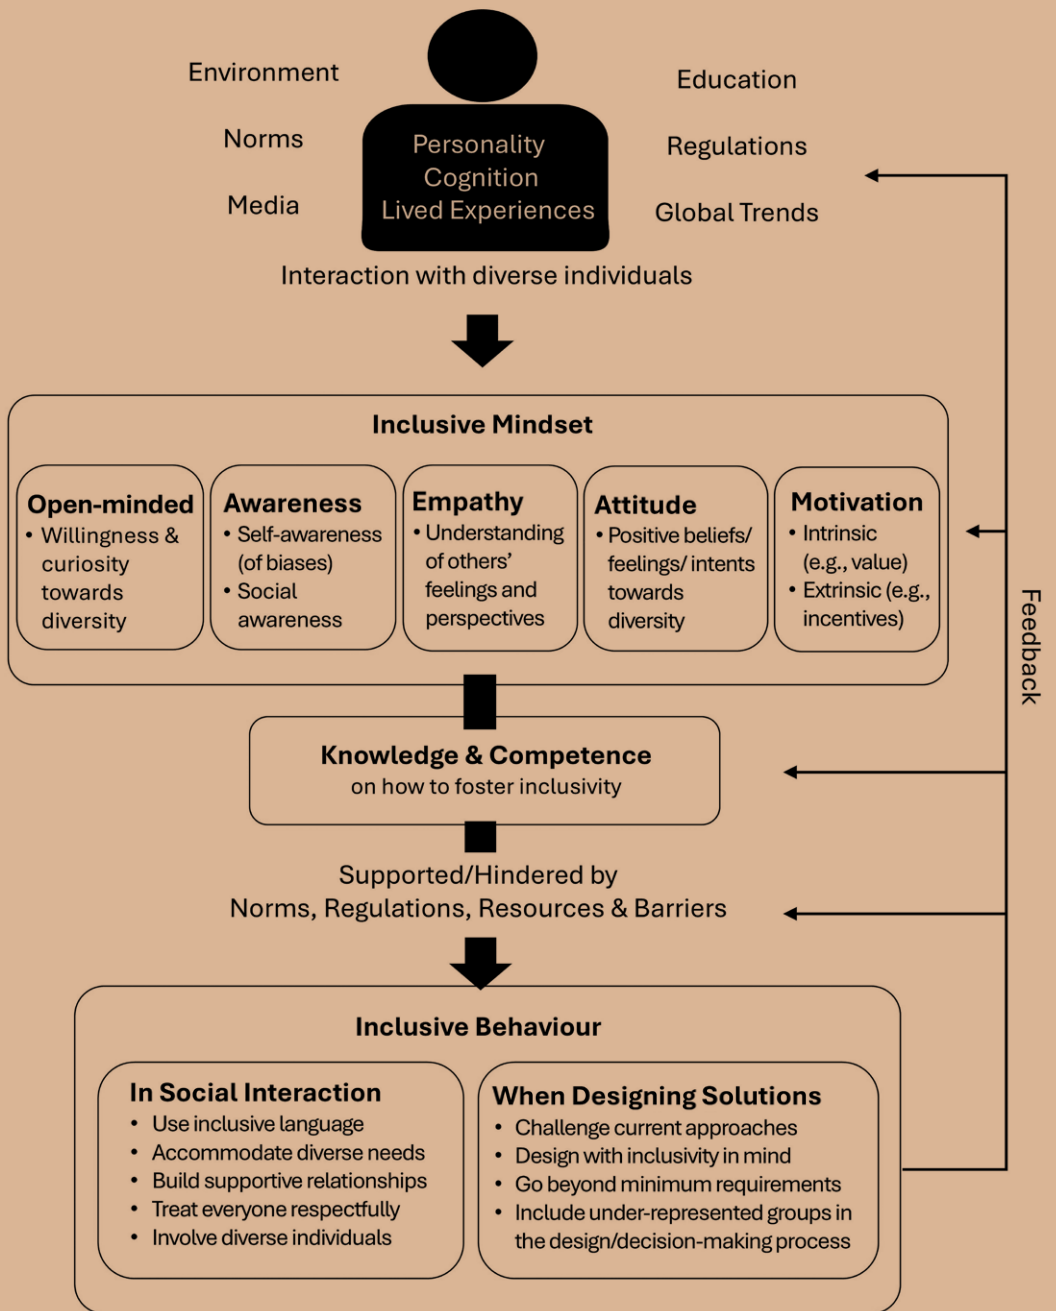 Environment
Norms
Media
Personality
Cognition
Lived Experiences
Education
Regulations
Global Trends
Interaction with diverse individuals
Inclusive Mindset
Open-minded
• Willingness &
curiosity
towards
diversity
Awareness
• Self-awareness
(of biases)
• Social
awareness
Empathy
• Understanding
of others’
feelings and
perspectives
Attitude
• Positive beliefs/
feelings/ intents
towards
diversity
Motivation
• Intrinsic
(e.g., value)
• Extrinsic (e.g.,
incentives)
Feedback
Knowledge & Competence
on how to foster inclusivity
Supported/Hindered by
Norms, Regulations, Resources & Barriers
Inclusive Behaviour
In Social Interaction
• Use inclusive language
• Accommodate diverse needs
• Build supportive relationships
• Treat everyone respectfully
• Involve diverse individuals
When Designing Solutions
• Challenge current approaches
• Design with inclusivity in mind
• Go beyond minimum requirements
• Include under-represented groups in
the design/decision-making process